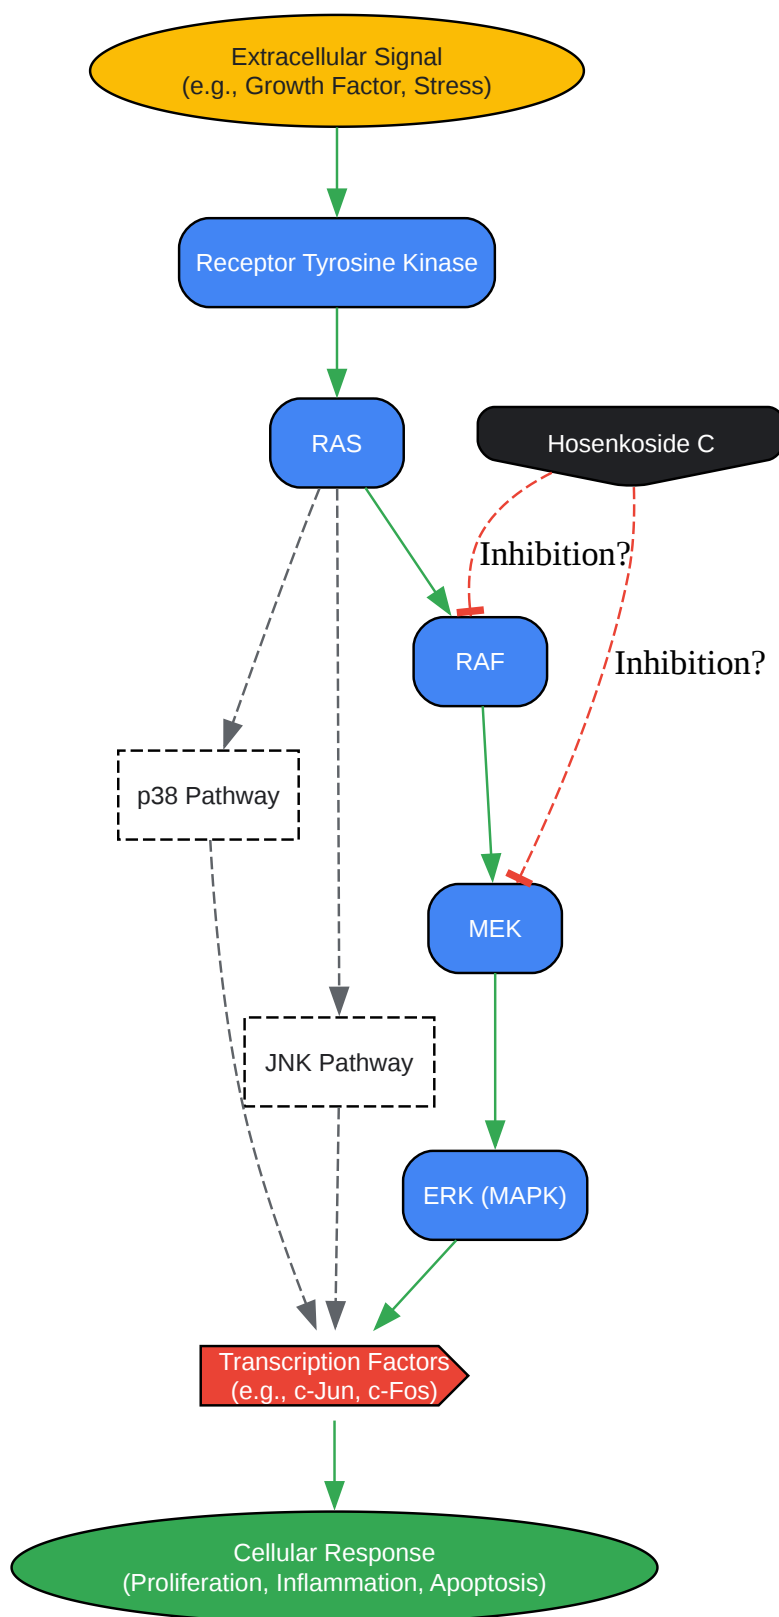 Extracellular Signal
(e.g., Growth Factor, Stress)
Receptor Tyrosine Kinase
RAS
Hosenkoside C
Inhibition?
RAF
Inhibition?
p38 Pathway
MEK
JNK Pathway
ERK (MAPK)
Transcription Factors
(e.g., c-Jun, c-Fos)
Cellular Response
(Proliferation, Inflammation, Apoptosis)